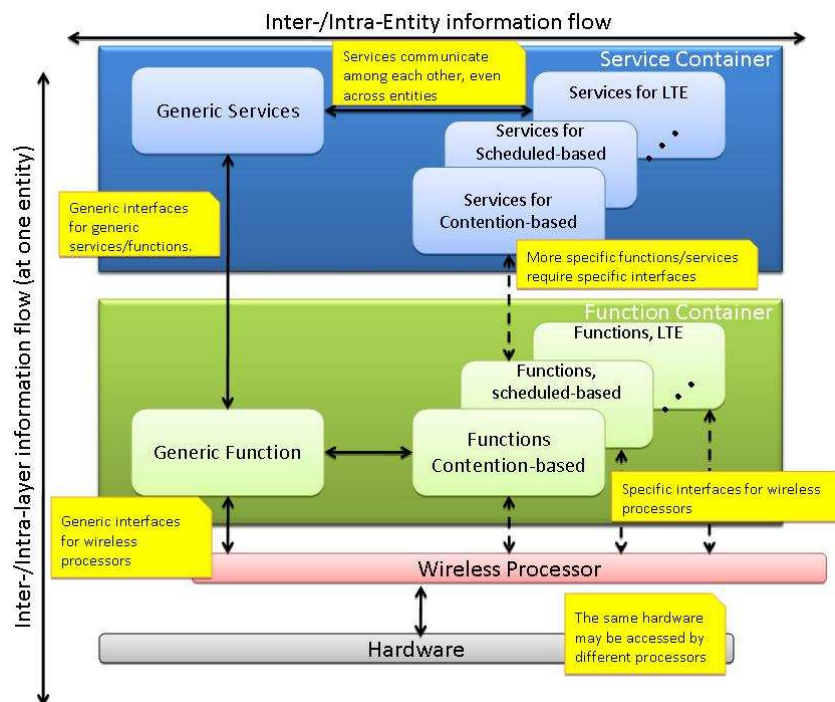 Inter-/Intra-Entity information flow
Inter-/Intra-layer information flow (at one entity)
Service Container
Services communicate
among each other, even
across entities
Generic Services
Services for LTE
Services for
Scheduled-based
Services for
Contention-based
Generic interfaces
for generic
services/functions.
More specific functions/services
require specific interfaces
Function Container
Functions, LTE
Functions,
scheduled-based
Generic Function
Functions
Contention-based
Specific interfaces for wireless
processors
Generic interfaces
for wireless
processors
Wireless Processor
The same hardware
may be accessed by
different processors
Hardware